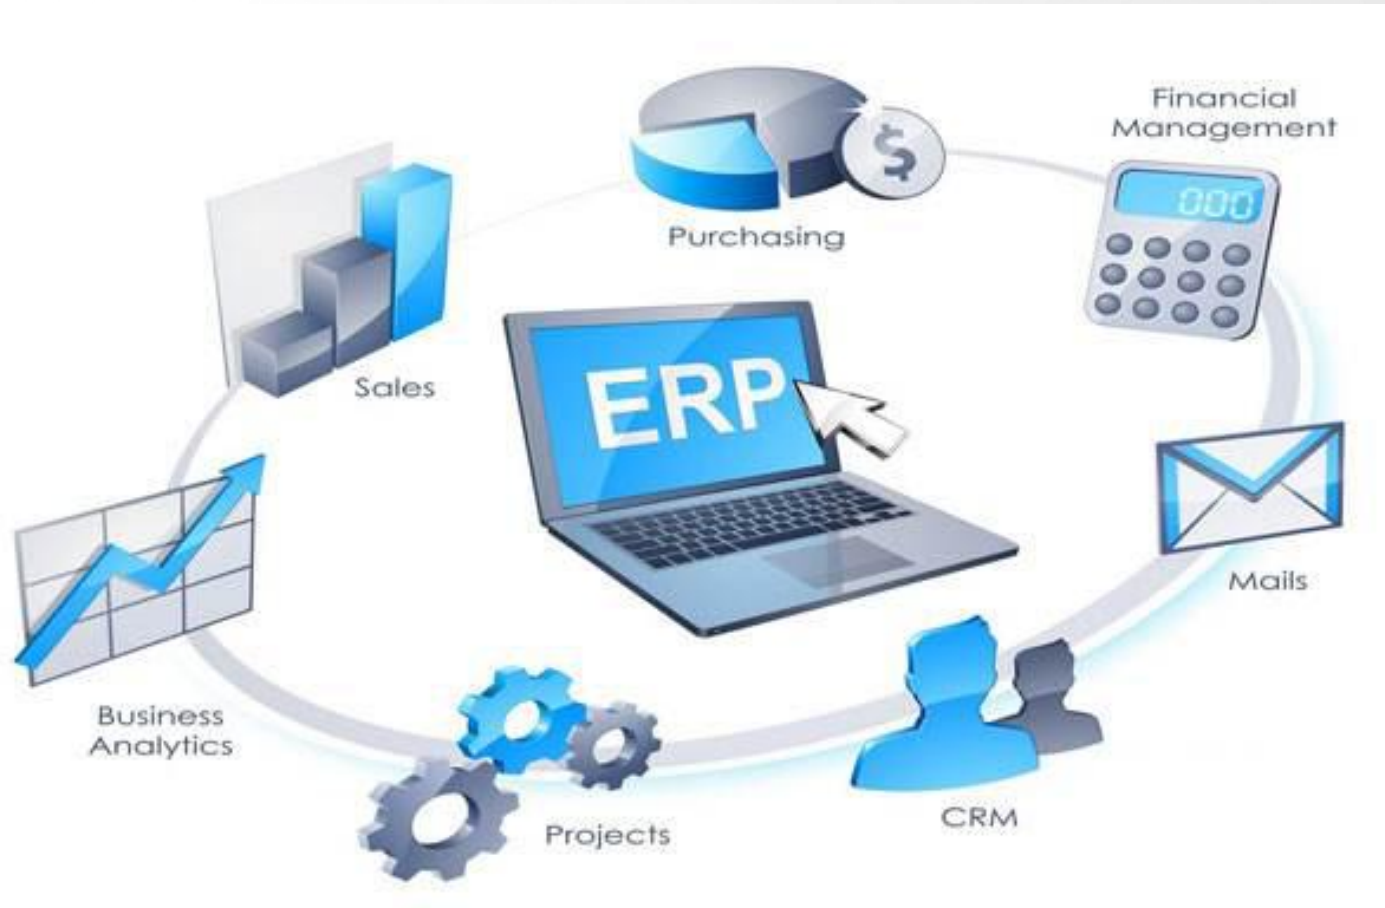 Financial
Management
Purchasing
$
000
Sales
ERP
Mails
Business
Analytics
CRM
Projects